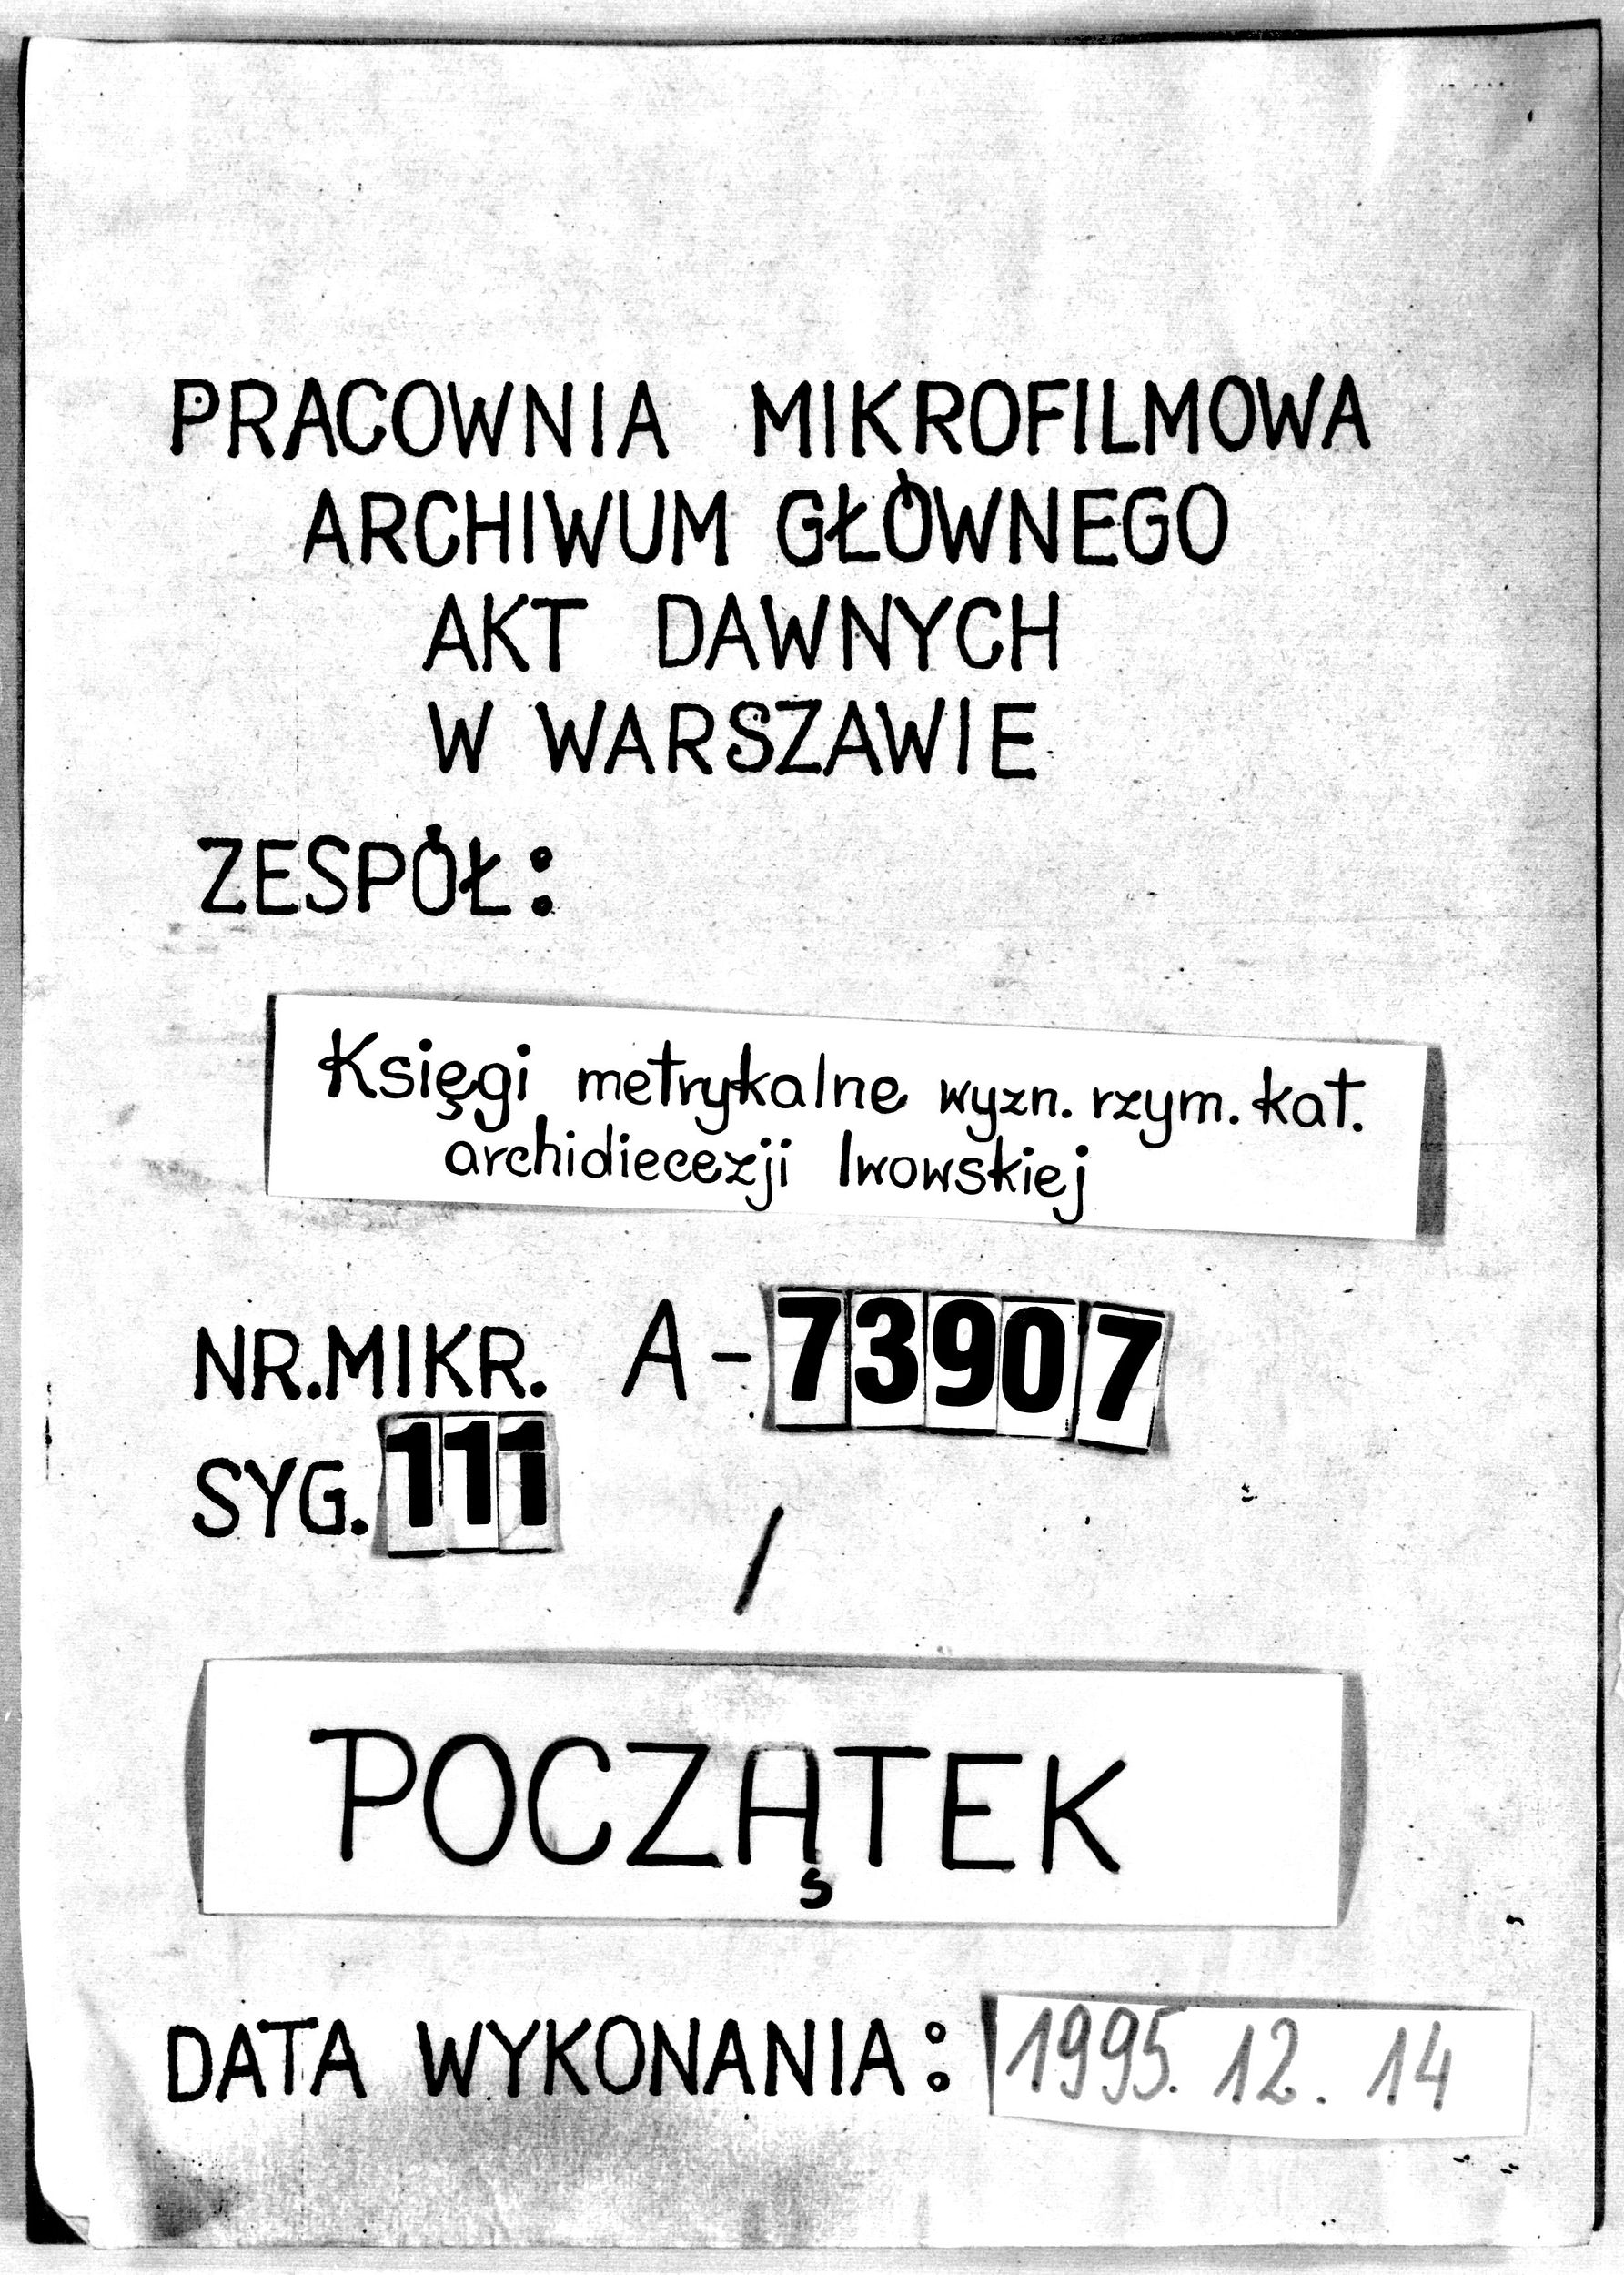 PRACOWNIA MIKROFILMOWA
ARCHIWUM GŁÓWNEGO
AKT DAWNYCH
W WARSZAWIE
ZESPÓŁ:
Księgi metrykalne wyzn. rzym. kat.
archidiecezji lwowskiej
NR. MIKR. A-73907
SYG. 111
/
POCZĄTEK
DATA WYKONANIA: 1995. 12. 14